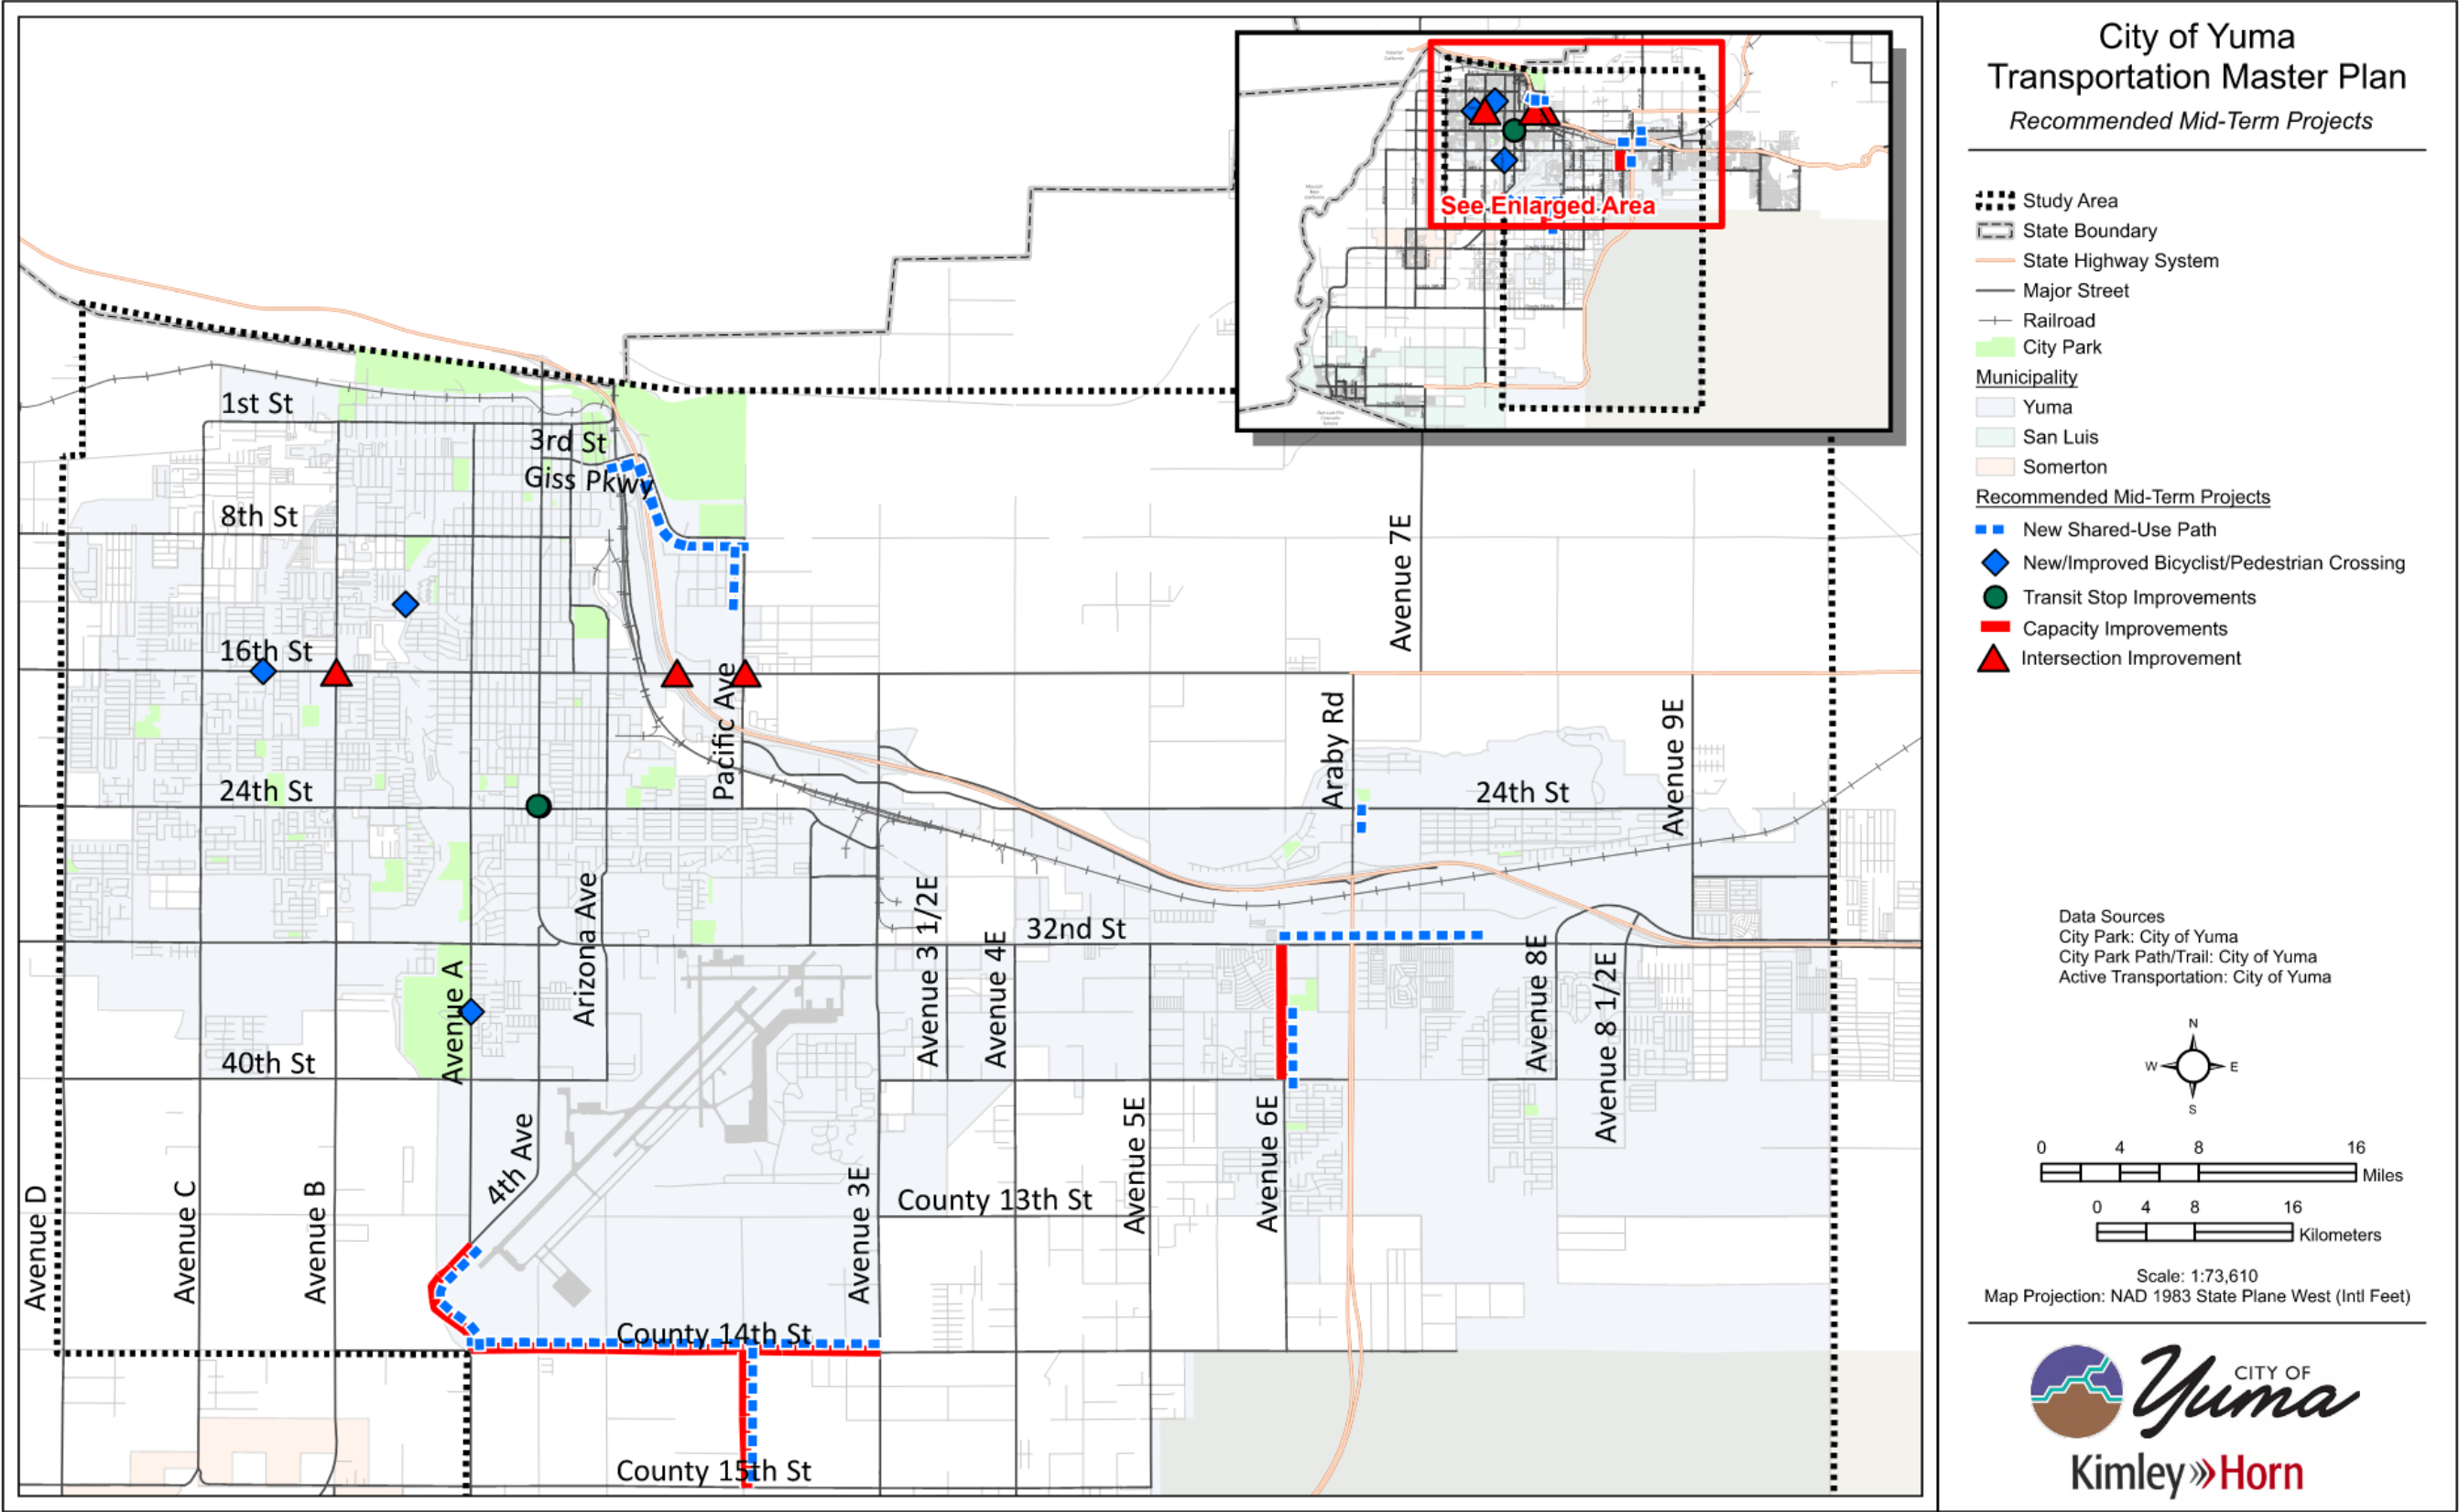 City of Yuma
Transportation Master Plan
Recommended Mid-Term Projects
Study Area
State Boundary
State Highway System
Major Street
Railroad
City Park
Municipality
Yuma
San Luis
Somerton
Recommended Mid-Term Projects
New Shared-Use Path
New/Improved Bicyclist/Pedestrian Crossing
Transit Stop Improvements
Capacity Improvements
Intersection Improvement
Data Sources
City Park: City of Yuma
City Park Path/Trail: City of Yuma
Active Transportation: City of Yuma
N
W
E
S
0 4 8 16
Miles
0 4 8 16
Kilometers
Scale: 1:73,610
Map Projection: NAD 1983 State Plane West (Intl Feet)
CITY OF
Yuma
Kimley»Horn
See Enlarged Area
1st St
3rd St
Giss Pkwy
8th St
16th St
24th St
24th St
32nd St
40th St
County 13th St
County 14th St
County 15th St
Avenue D
Avenue C
Avenue B
Avenue A
4th Ave
Arizona Ave
Pacific Ave
Avenue 3E
Avenue 3 1/2E
Avenue 4E
Avenue 5E
Avenue 6E
Araby Rd
Avenue 7E
Avenue 8E
Avenue 8 1/2E
Avenue 9E